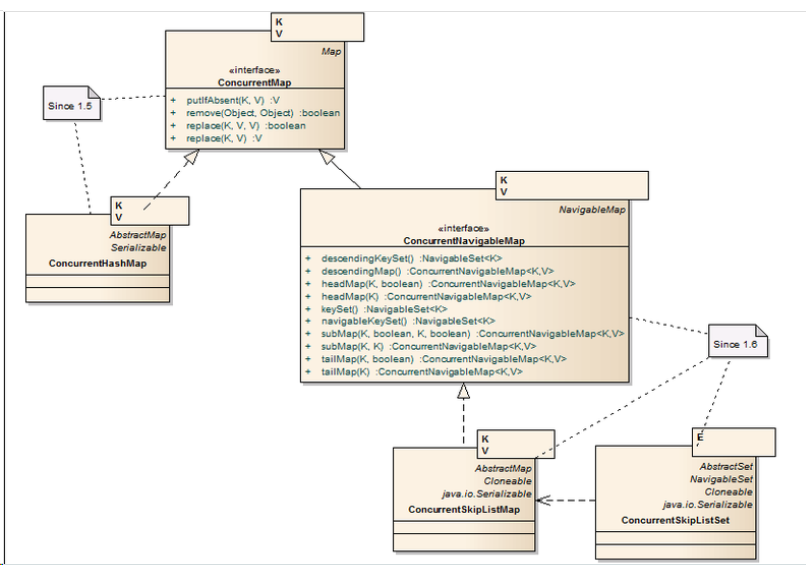 K
V
Map
«interface»
ConcurrentMap
+ putIfAbsent(K, V) :V
+ remove(Object, Object) :boolean
+ replace(K, V, V) :boolean
+ replace(K, V) :V
Since 1.5
K
V
AbstractMap
Serializable
ConcurrentHashMap
K
V
NavigableMap
«interface»
ConcurrentNavigableMap
+ descendingKeySet() :NavigableSet<K>
+ descendingMap() :ConcurrentNavigableMap<K,V>
+ headMap(K, boolean) :ConcurrentNavigableMap<K,V>
+ headMap(K) :ConcurrentNavigableMap<K,V>
+ keySet() :NavigableSet<K>
+ navigableKeySet() :NavigableSet<K>
+ subMap(K, boolean, K, boolean) :ConcurrentNavigableMap<K,V>
+ subMap(K, K) :ConcurrentNavigableMap<K,V>
+ tailMap(K, boolean) :ConcurrentNavigableMap<K,V>
+ tailMap(K) :ConcurrentNavigableMap<K,V>
Since 1.6
K
V
AbstractMap
Cloneable
java.io.Serializable
ConcurrentSkipListMap
E
AbstractSet
NavigableSet
Cloneable
java.io.Serializable
ConcurrentSkipListSet